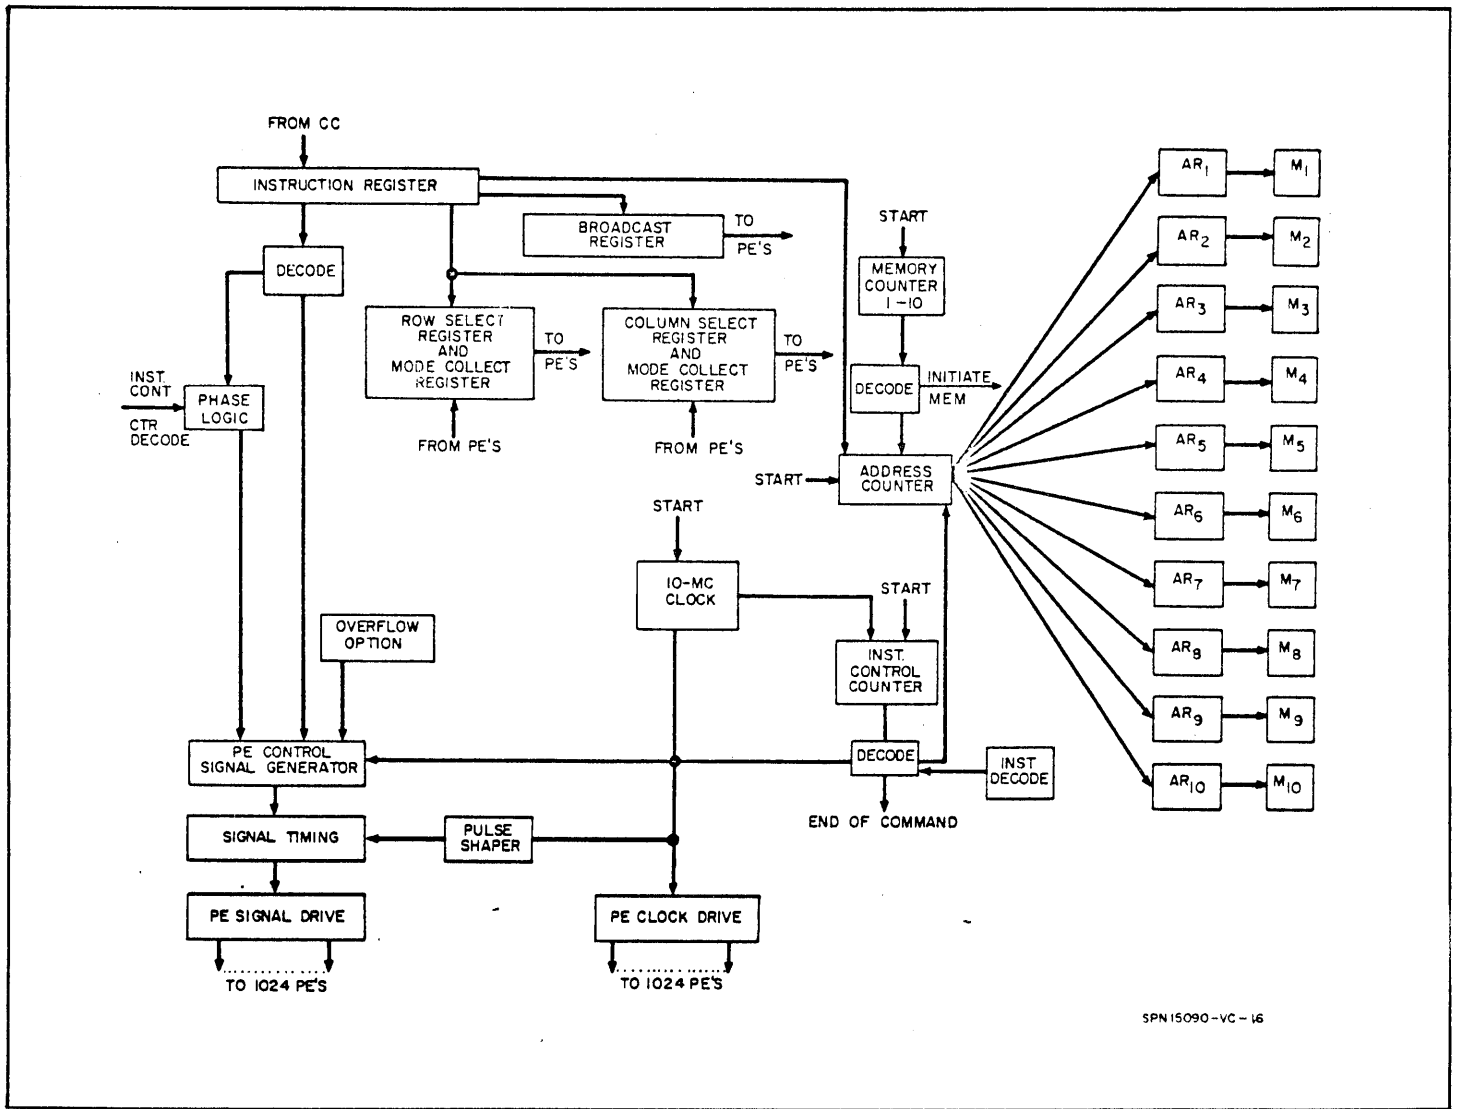 FROM CC
INSTRUCTION REGISTER
BROADCAST
REGISTER
TO
PE'S
DECODE
START
MEMORY
COUNTER
1-10
ROW SELECT
REGISTER
AND
MODE COLLECT
REGISTER
TO
PE'S
FROM PE'S
COLUMN SELECT
REGISTER
AND
MODE COLLECT
REGISTER
TO
PE'S
FROM PE'S
DECODE
INITIATE
MEM
INST.
CONT
CTR
DECODE
PHASE
LOGIC
START
ADDRESS
COUNTER
START
10-MC
CLOCK
START
INST.
CONTROL
COUNTER
OVERFLOW
OPTION
PE CONTROL
SIGNAL GENERATOR
DECODE
INST
DECODE
END OF COMMAND
SIGNAL TIMING
PULSE
SHAPER
PE SIGNAL DRIVE
PE CLOCK DRIVE
TO 1024 PE'S
TO 1024 PE'S
AR1
M1
AR2
M2
AR3
M3
AR4
M4
AR5
M5
AR6
M6
AR7
M7
AR8
M8
AR9
M9
AR10
M10
SPN15090-VC-16